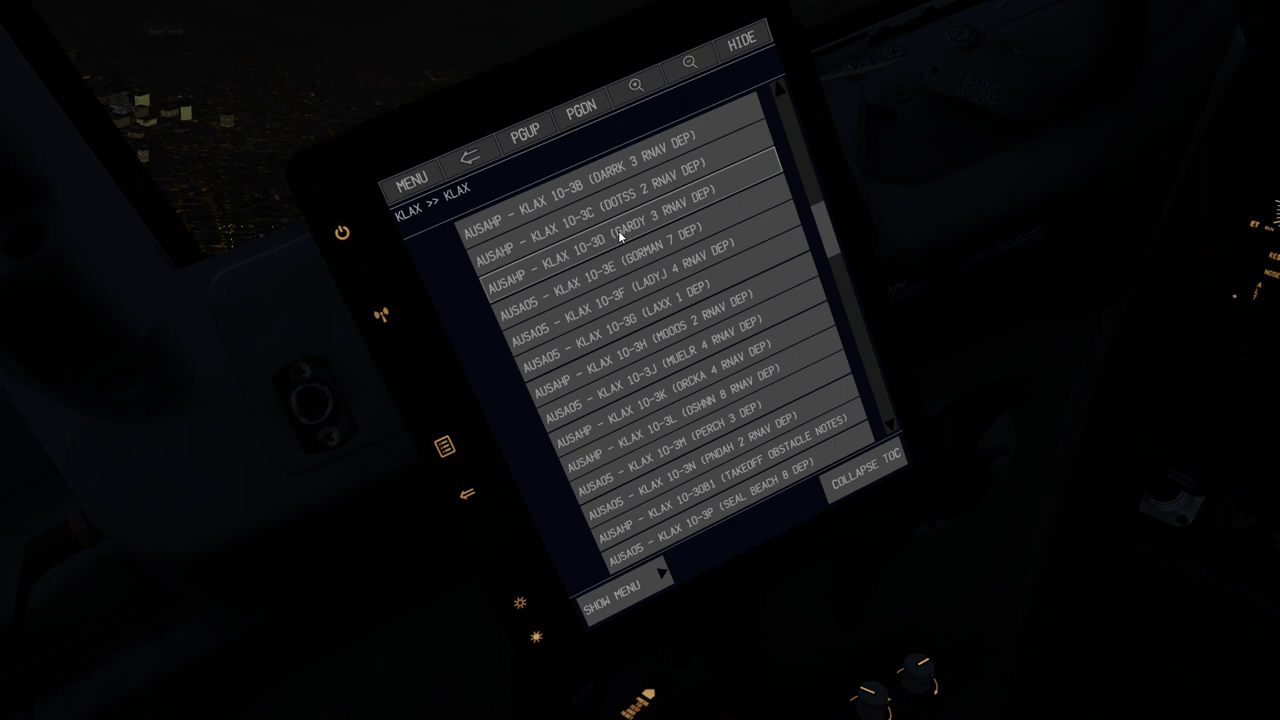 HIDE
MENU
PGUP
PGDN
KLAX >> KLAX
AUSAHP - KLAX 10-3B (DARRK 3 RNAV DEP)
AUSAHP - KLAX 10-3C (DOTSS 2 RNAV DEP)
AUSAHP - KLAX 10-3D (GARDY 3 RNAV DEP)
AUSA05 - KLAX 10-3E (GORMAN 7 DEP)
AUSAHP - KLAX 10-3F (LADYJ 4 RNAV DEP)
AUSA05 - KLAX 10-3G (LAXX 1 DEP)
AUSAHP - KLAX 10-3H (MOOOS 2 RNAV DEP)
AUSA05 - KLAX 10-3J (MUELR 4 RNAV DEP)
AUSAHP - KLAX 10-3K (ORCKA 4 RNAV DEP)
AUSAHP - KLAX 10-3L (OSHNN 8 RNAV DEP)
AUSA05 - KLAX 10-3M (PERCH 3 DEP)
AUSA05 - KLAX 10-3N (PNDAH 2 RNAV DEP)
AUSAHP - KLAX 10-3OB1 (TAKEOFF OBSTACLE NOTES)
AUSA05 - KLAX 10-3P (SEAL BEACH 8 DEP)
COLLAPSE TOC
SHOW MENU
ET